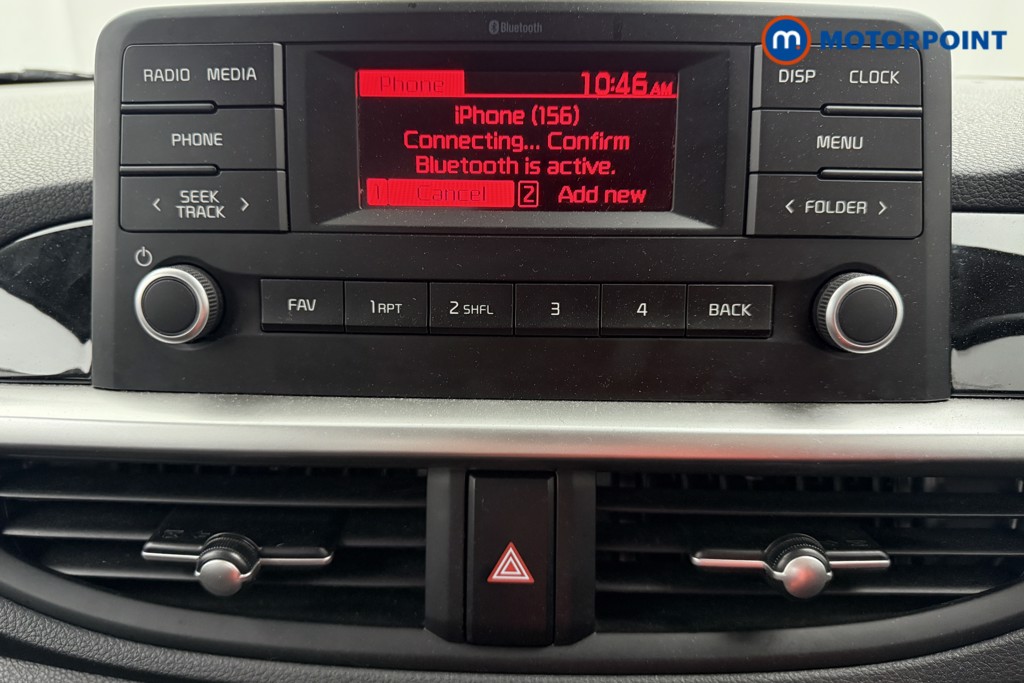 Bluetooth
m MOTORPOINT
RADIO MEDIA
PHONE
< SEEK TRACK >
Phone 10:46 AM
iPhone (156)
Connecting... Confirm
Bluetooth is active.
1 Cancel 2 Add new
DISP CLOCK
MENU
< FOLDER >
FAV 1 RPT 2 SHFL 3 4 BACK